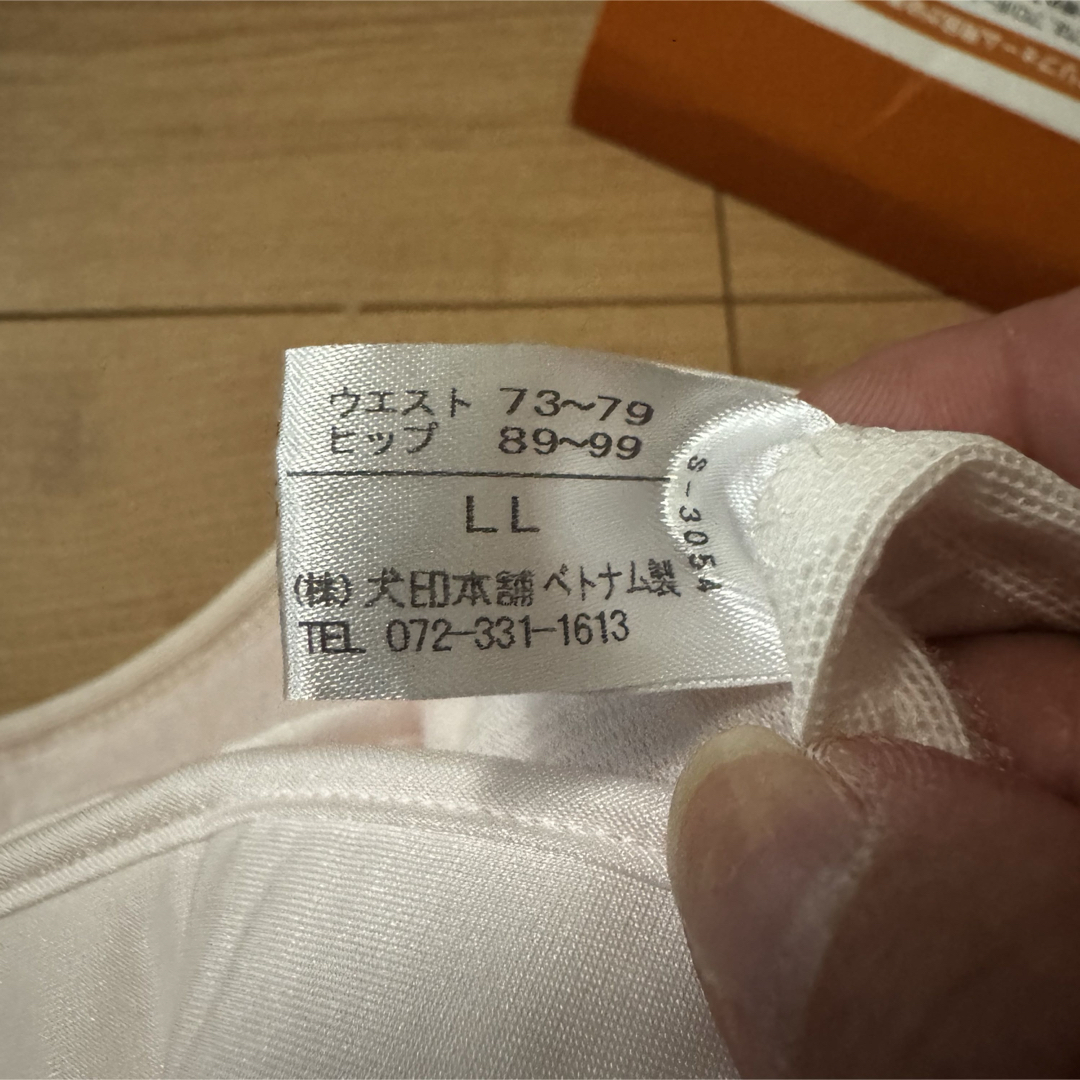 ウエスト 73~79
ヒップ 89~99
LL
(株) 犬印本舗 ベトナム製
TEL 072-331-1613
S-3054